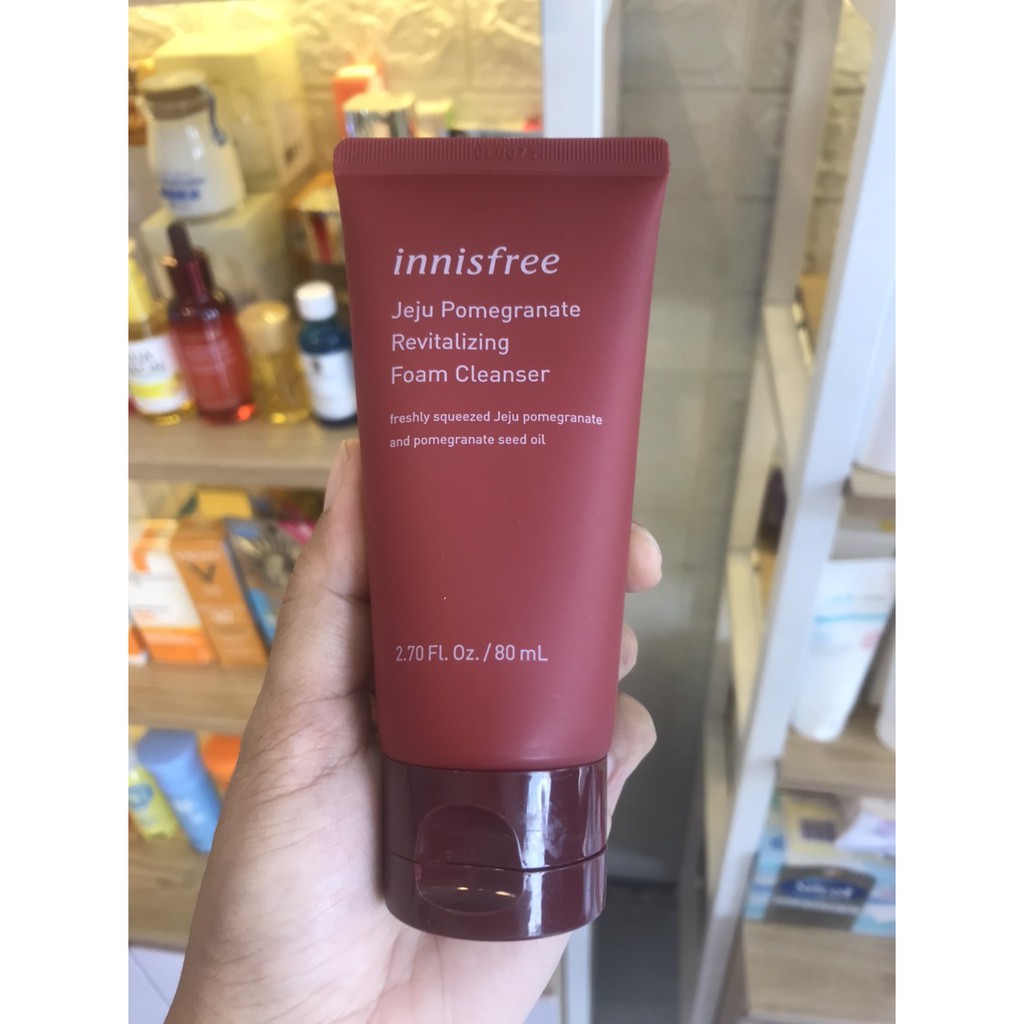 innisfree
Jeju Pomegranate
Revitalizing
Foam Cleanser
freshly squeezed Jeju pomegranate
and pomegranate seed oil
2.70 Fl. Oz. / 80 mL